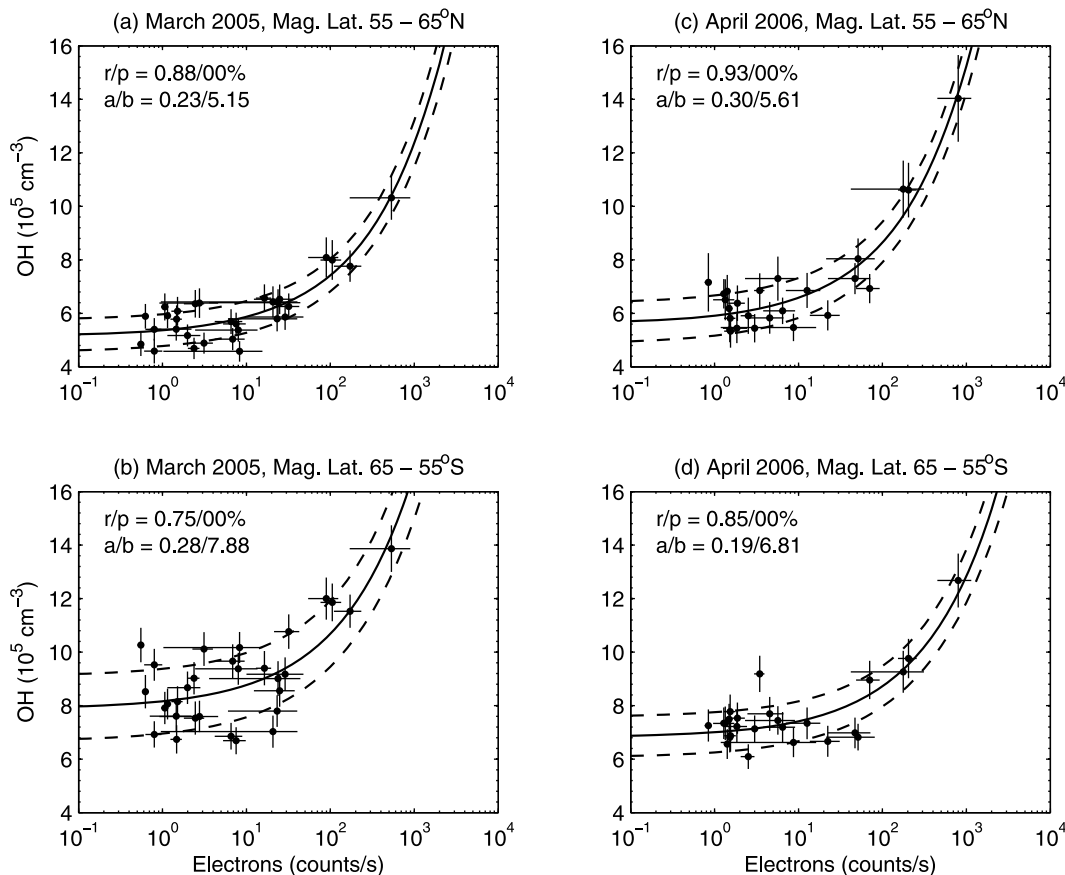 (a) March 2005, Mag. Lat. 55 – 65°N
r/p = 0.88/00%
a/b = 0.23/5.15
OH (10⁵ cm⁻³)
16
14
12
10
8
6
4
10⁻¹ 10⁰ 10¹ 10² 10³ 10⁴
(c) April 2006, Mag. Lat. 55 – 65°N
r/p = 0.93/00%
a/b = 0.30/5.61
16
14
12
10
8
6
4
10⁻¹ 10⁰ 10¹ 10² 10³ 10⁴
(b) March 2005, Mag. Lat. 65 – 55°S
r/p = 0.75/00%
a/b = 0.28/7.88
OH (10⁵ cm⁻³)
16
14
12
10
8
6
4
10⁻¹ 10⁰ 10¹ 10² 10³ 10⁴
Electrons (counts/s)
(d) April 2006, Mag. Lat. 65 – 55°S
r/p = 0.85/00%
a/b = 0.19/6.81
16
14
12
10
8
6
4
10⁻¹ 10⁰ 10¹ 10² 10³ 10⁴
Electrons (counts/s)